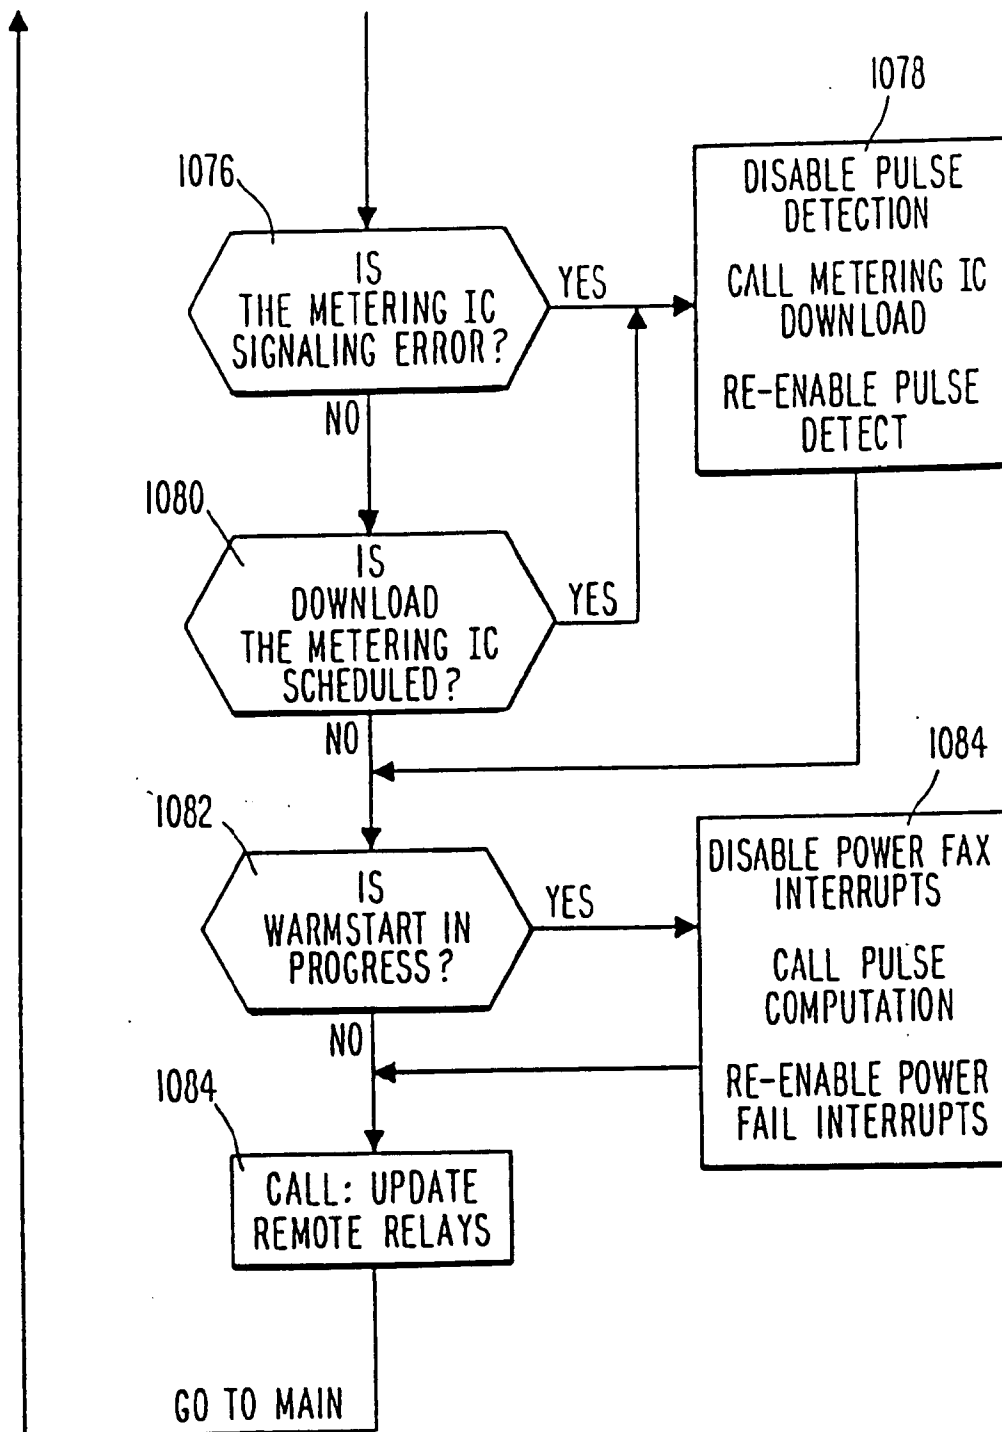 1076
IS
THE METERING IC
SIGNALING ERROR?
YES
NO
1078
DISABLE PULSE
DETECTION
CALL METERING IC
DOWNLOAD
RE-ENABLE PULSE
DETECT
1080
IS
DOWNLOAD
THE METERING IC
SCHEDULED?
YES
NO
1082
IS
WARMSTART IN
PROGRESS?
YES
NO
1084
DISABLE POWER FAX
INTERRUPTS
CALL PULSE
COMPUTATION
RE-ENABLE POWER
FAIL INTERRUPTS
1084
CALL: UPDATE
REMOTE RELAYS
GO TO MAIN